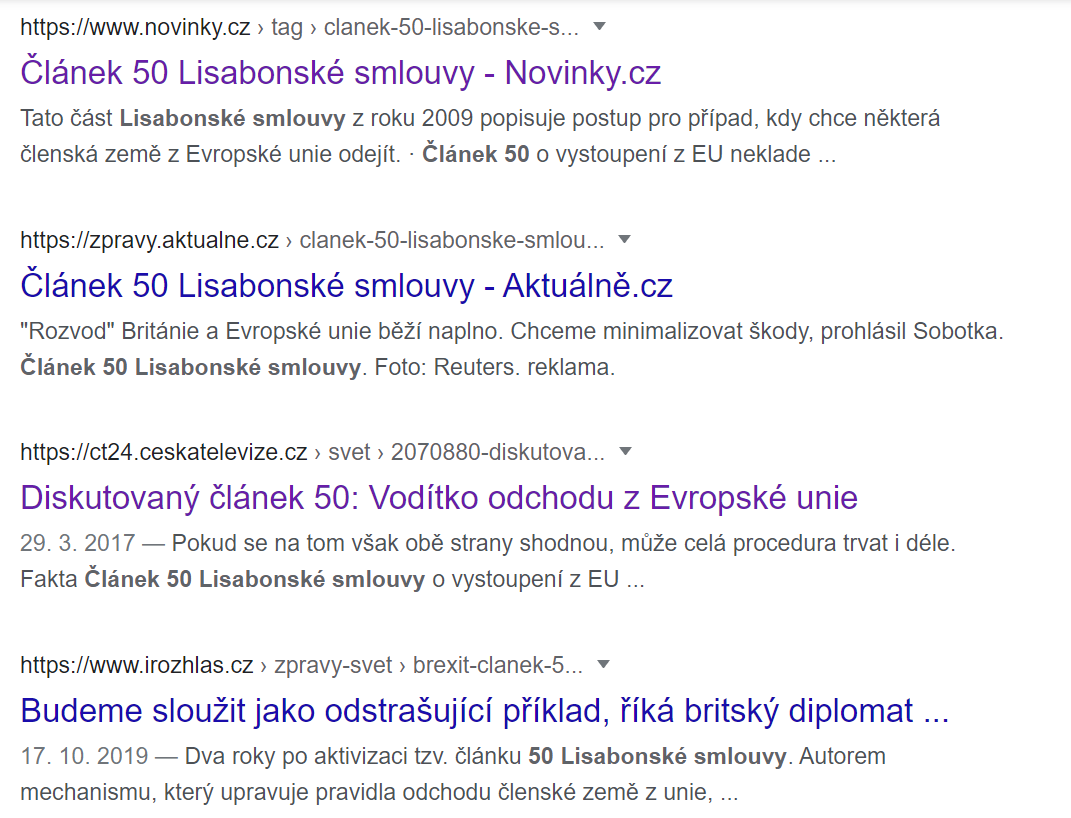 https://www.novinky.cz › tag › clanek-50-lisabonske-s...
Článek 50 Lisabonské smlouvy - Novinky.cz
Tato část Lisabonské smlouvy z roku 2009 popisuje postup pro případ, kdy chce některá
členská země z Evropské unie odejít. · Článek 50 o vystoupení z EU neklade ...
https://zpravy.aktualne.cz › clanek-50-lisabonske-smlou...
Článek 50 Lisabonské smlouvy - Aktuálně.cz
"Rozvod" Británie a Evropské unie běží naplno. Chceme minimalizovat škody, prohlásil Sobotka.
Článek 50 Lisabonské smlouvy. Foto: Reuters. reklama.
https://ct24.ceskatelevize.cz › svet › 2070880-diskutova...
Diskutovaný článek 50: Vodítko odchodu z Evropské unie
29. 3. 2017 — Pokud se na tom však obě strany shodnou, může celá procedura trvat i déle.
Fakta Článek 50 Lisabonské smlouvy o vystoupení z EU ...
https://www.irozhlas.cz › zpravy-svet › brexit-clanek-5...
Budeme sloužit jako odstrašující příklad, říká britský diplomat ...
17. 10. 2019 — Dva roky po aktivizaci tzv. článku 50 Lisabonské smlouvy. Autorem
mechanismu, který upravuje pravidla odchodu členské země z unie, ...